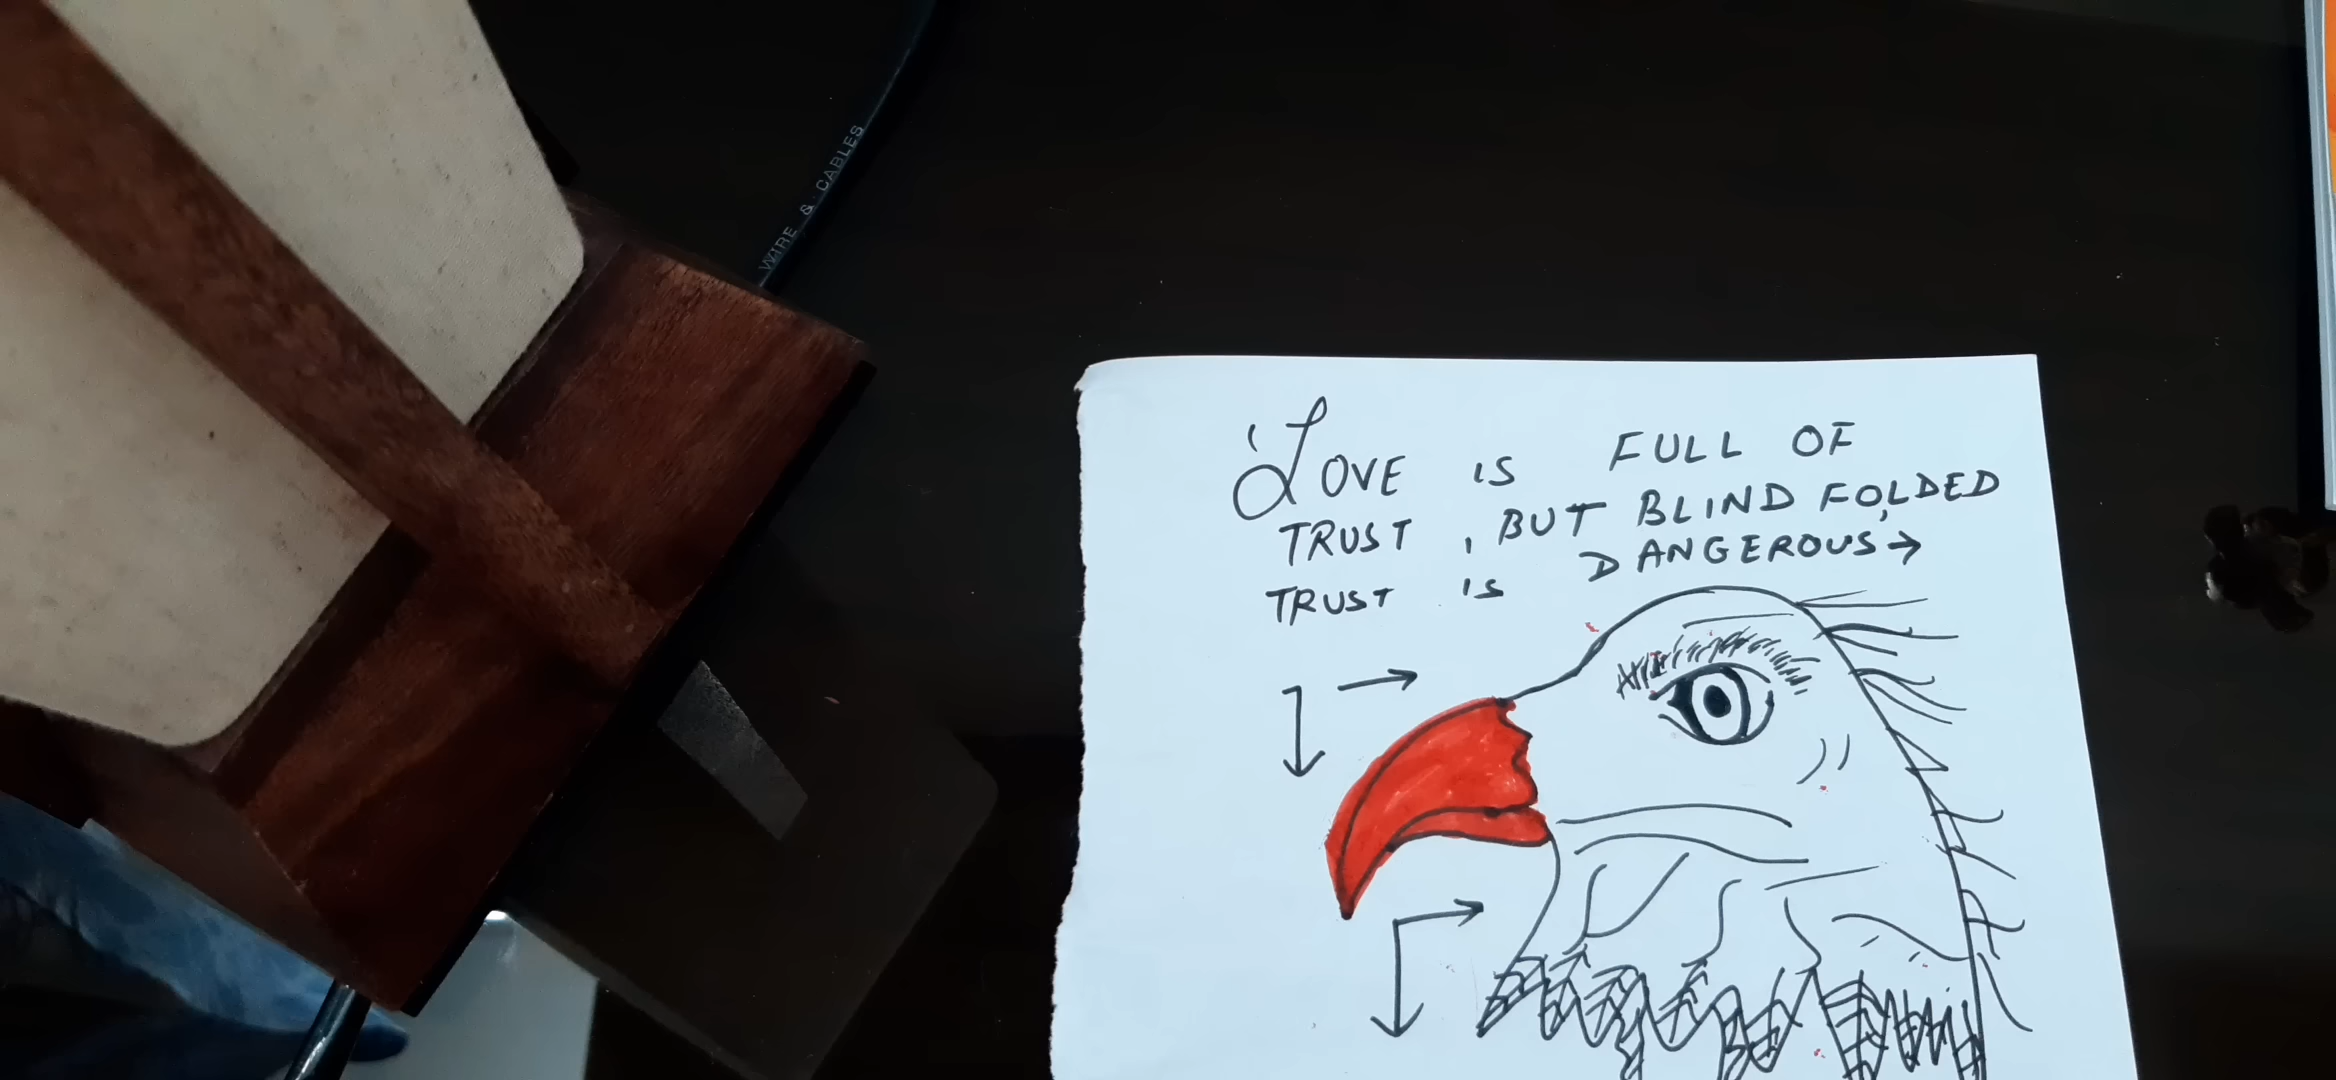 WIRE & CABLES
'LOVE IS FULL OF
TRUST, BUT BLIND FOLDED
TRUST IS DANGEROUS'→